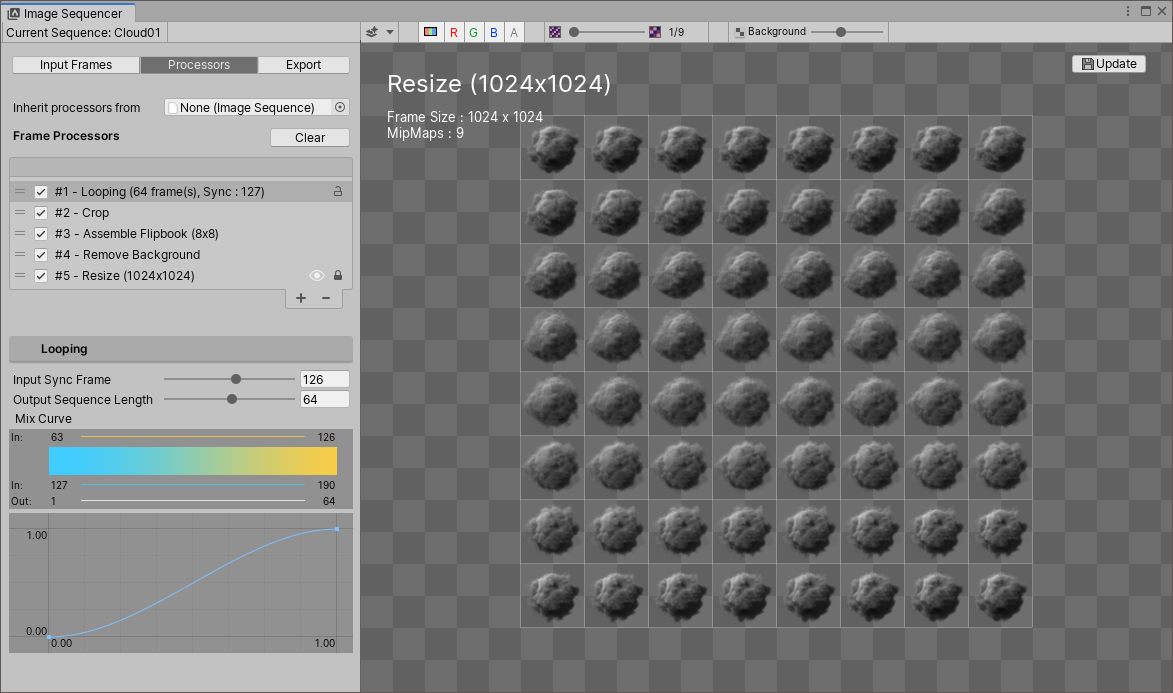 Image Sequencer
Current Sequence: Cloud01
R G B A
1/9
Background
Input Frames
Processors
Export
Inherit processors from
None (Image Sequence)
Frame Processors
Clear
#1 - Looping (64 frame(s), Sync : 127)
#2 - Crop
#3 - Assemble Flipbook (8x8)
#4 - Remove Background
#5 - Resize (1024x1024)
+ −
Looping
Input Sync Frame
126
Output Sequence Length
64
Mix Curve
In: 63 126
In: 127 190
Out: 1 64
1.00
0.00
0.00 1.00
Update
Resize (1024x1024)
Frame Size : 1024 x 1024
MipMaps : 9